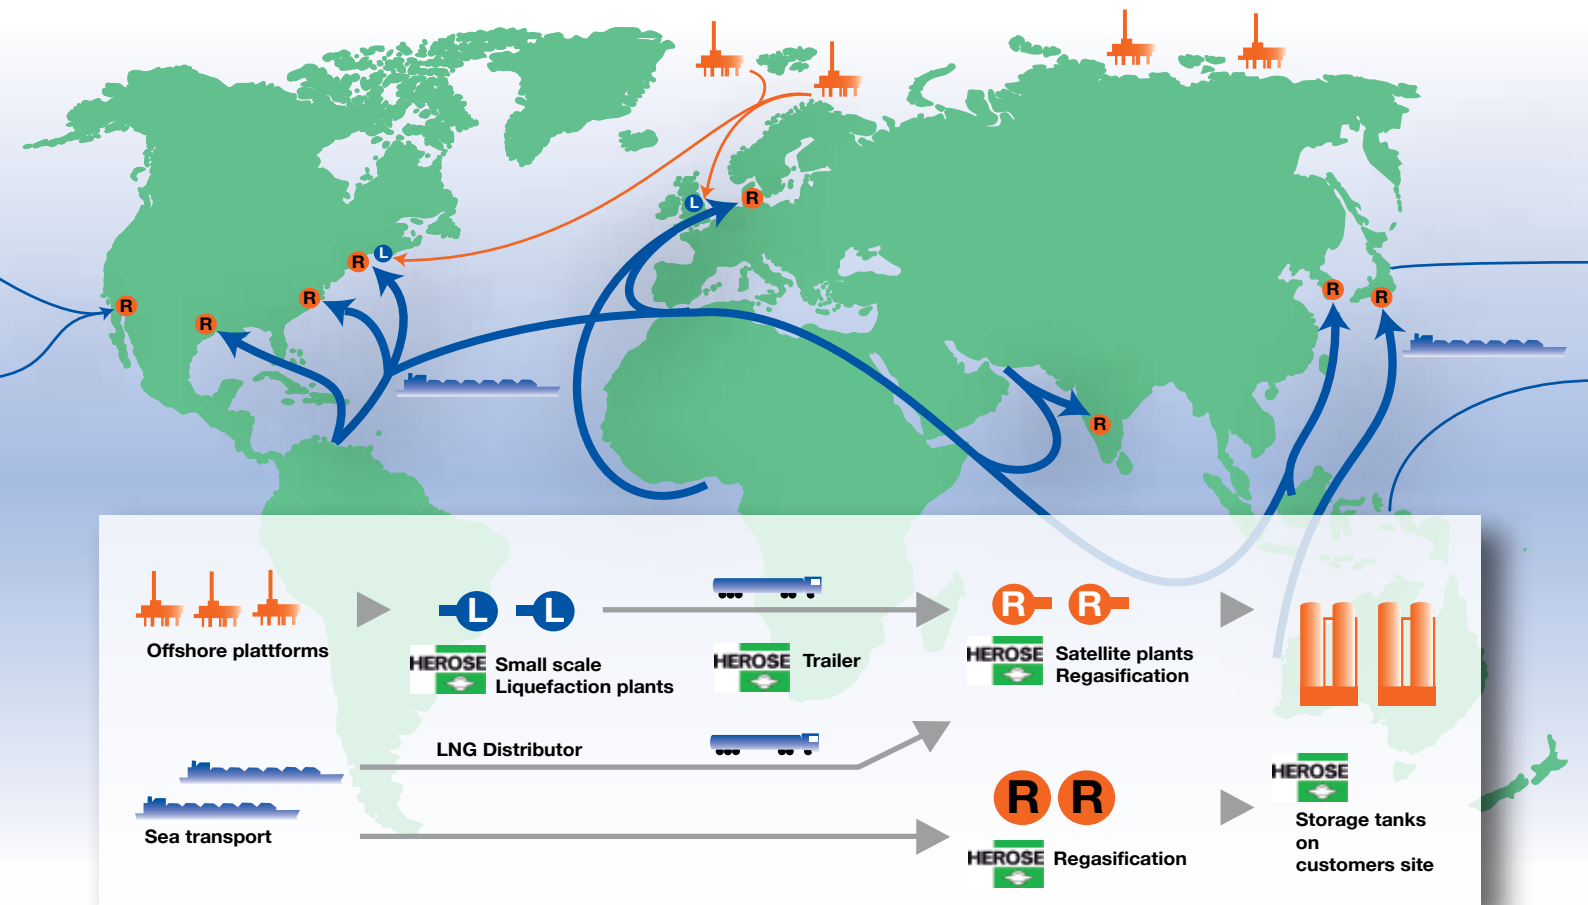 L
R
R
L
R
R
R
R
R
R
L
L
R
R
Offshore plattforms
HEROSE
Small scale
Liquefaction plants
HEROSE
Trailer
HEROSE
Satellite plants
Regasification
LNG Distributor
Sea transport
R
R
HEROSE
Regasification
HEROSE
Storage tanks
on
customers site